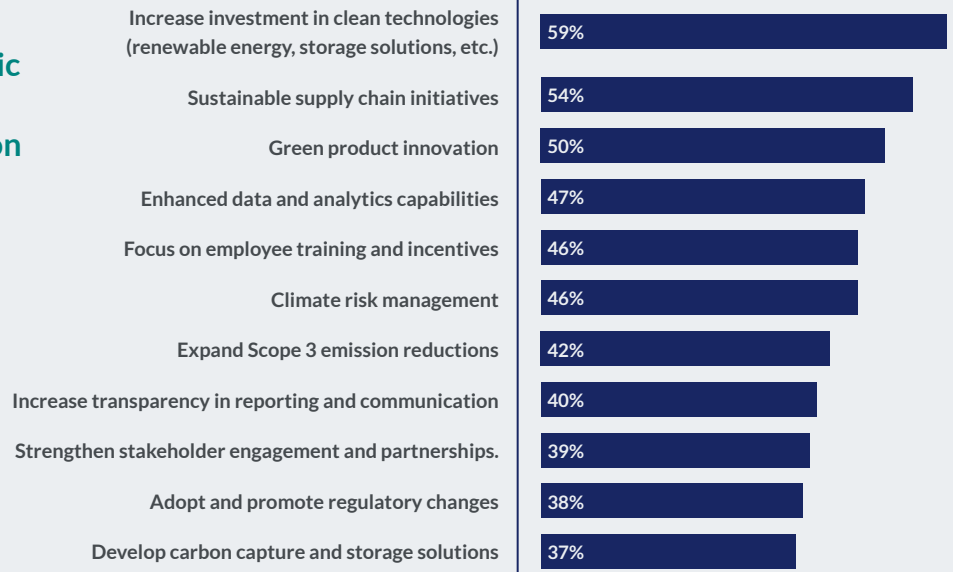 Increase investment in clean technologies
(renewable energy, storage solutions, etc.)
59%
ic
Sustainable supply chain initiatives
54%
on
Green product innovation
50%
Enhanced data and analytics capabilities
47%
Focus on employee training and incentives
46%
Climate risk management
46%
Expand Scope 3 emission reductions
42%
Increase transparency in reporting and communication
40%
Strengthen stakeholder engagement and partnerships.
39%
Adopt and promote regulatory changes
38%
Develop carbon capture and storage solutions
37%